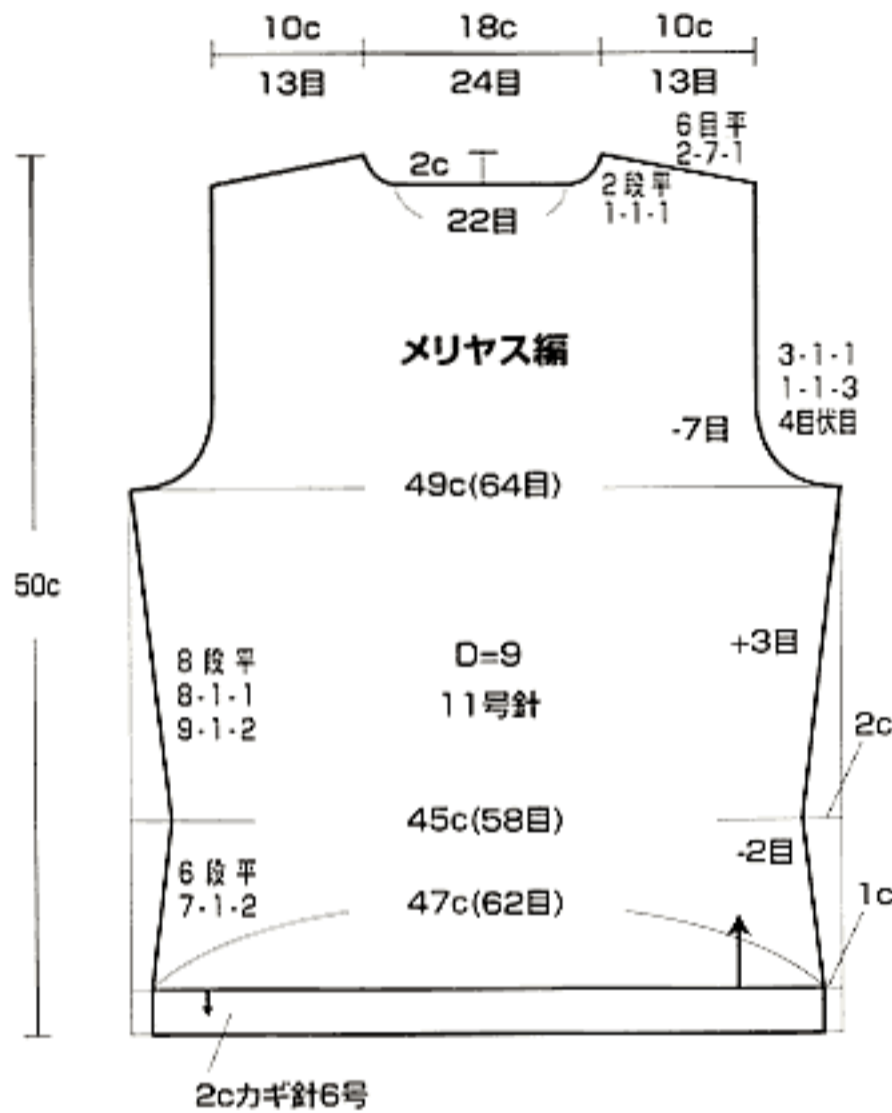 10c 18c 10c
13目 24目 13目
6目平
2-7-1
2c
2段平
1-1-1
22目
メリヤス編
3-1-1
1-1-3
4目伏目
-7目
49c(64目)
50c
+3目
D=9
11号針
8段平
8-1-1
9-1-2
2c
45c(58目)
-2目
6段平
7-1-2
47c(62目)
1c
2cカギ針6号